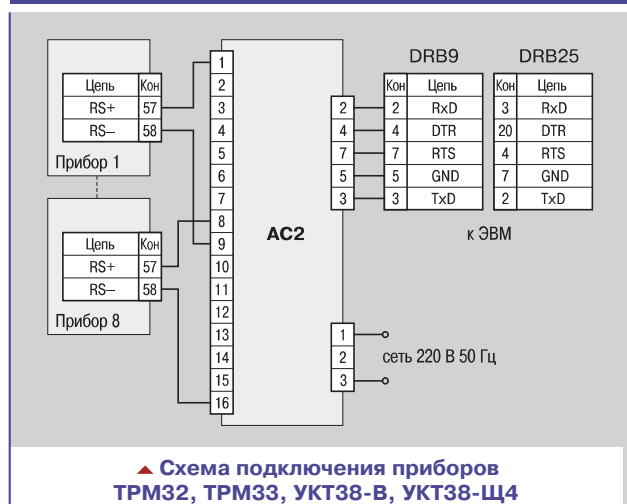 Цепь Кон
RS+ 57
RS– 58
Прибор 1
Цепь Кон
RS+ 57
RS– 58
Прибор 8
1
2
3
4
5
6
7
8
9
10
11
12
13
14
15
16
AC2
2
4
7
5
3
1
2
3
DRB9
Кон Цепь
2 RxD
4 DTR
7 RTS
5 GND
3 TxD
DRB25
Кон Цепь
3 RxD
20 DTR
4 RTS
7 GND
2 TxD
к ЭВМ
сеть 220 В 50 Гц
Схема подключения приборов
ТРМ32, ТРМ33, УКТ38-В, УКТ38-Щ4